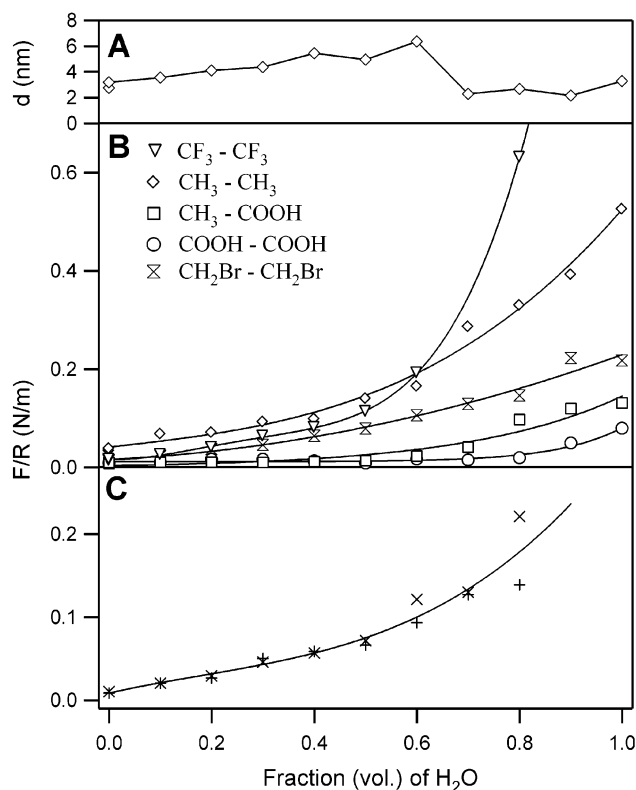 A
d (nm)
8
6
4
2
0
B
CF₃ - CF₃
CH₃ - CH₃
CH₃ - COOH
COOH - COOH
CH₂Br - CH₂Br
F/R (N/m)
0.6
0.4
0.2
0.0
C
0.2
0.1
0.0
0.0 0.2 0.4 0.6 0.8 1.0
Fraction (vol.) of H₂O